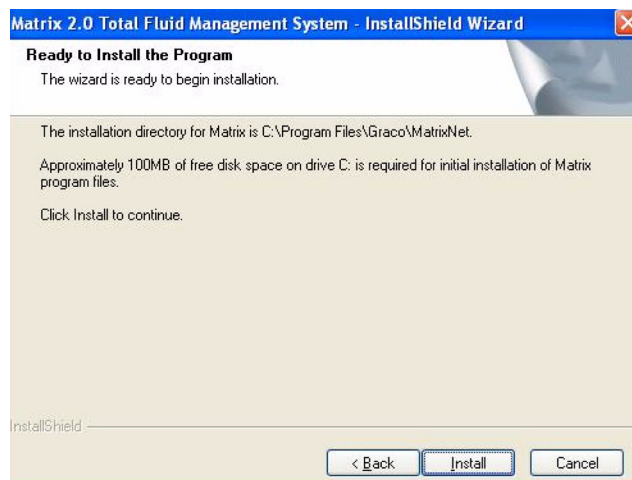 Matrix 2.0 Total Fluid Management System - InstallShield Wizard
Ready to Install the Program
The wizard is ready to begin installation.
The installation directory for Matrix is C:\Program Files\Graco\MatrixNet.
Approximately 100MB of free disk space on drive C: is required for initial installation of Matrix
program files.
Click Install to continue.
InstallShield
< Back Install Cancel